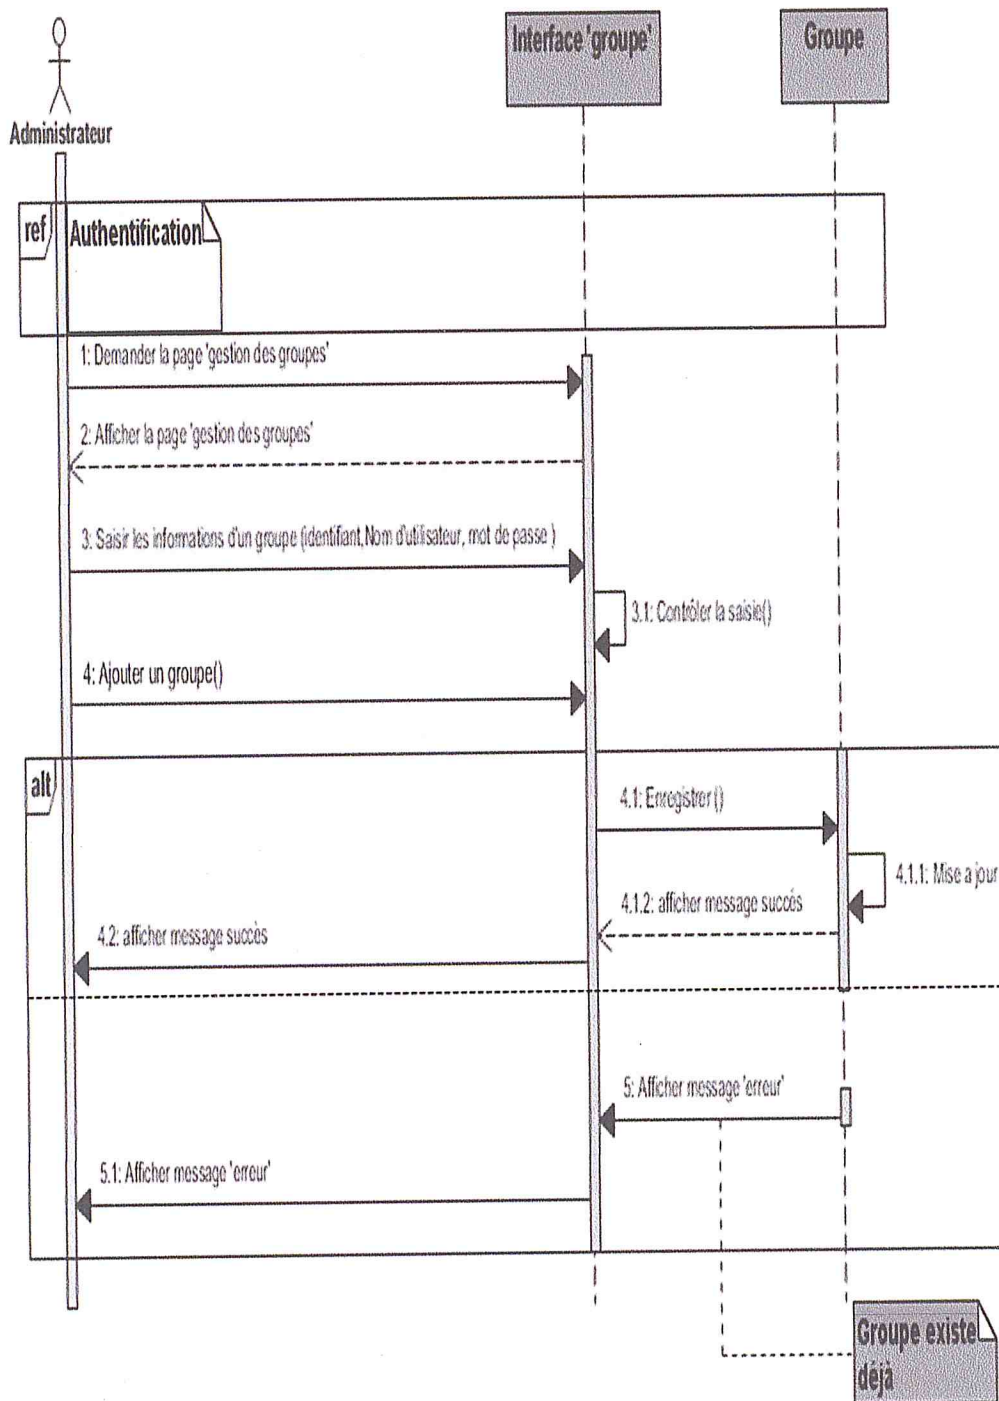 Interface 'groupe'
Groupe
Administrateur
ref
Authentification
1: Demander la page 'gestion des groupes'
2: Afficher la page 'gestion des groupes'
3: Saisir les informations d'un groupe (identifiant,Nom d'utilisateur, mot de passe )
3.1: Contrôler la saisie()
4: Ajouter un groupe()
alt
4.1: Enregistrer ()
4.1.1: Mise a jour
4.1.2: afficher message succés
4.2: afficher message succès
5: Afficher message 'erreur'
5.1: Afficher message 'erreur'
Groupe existe
déjà